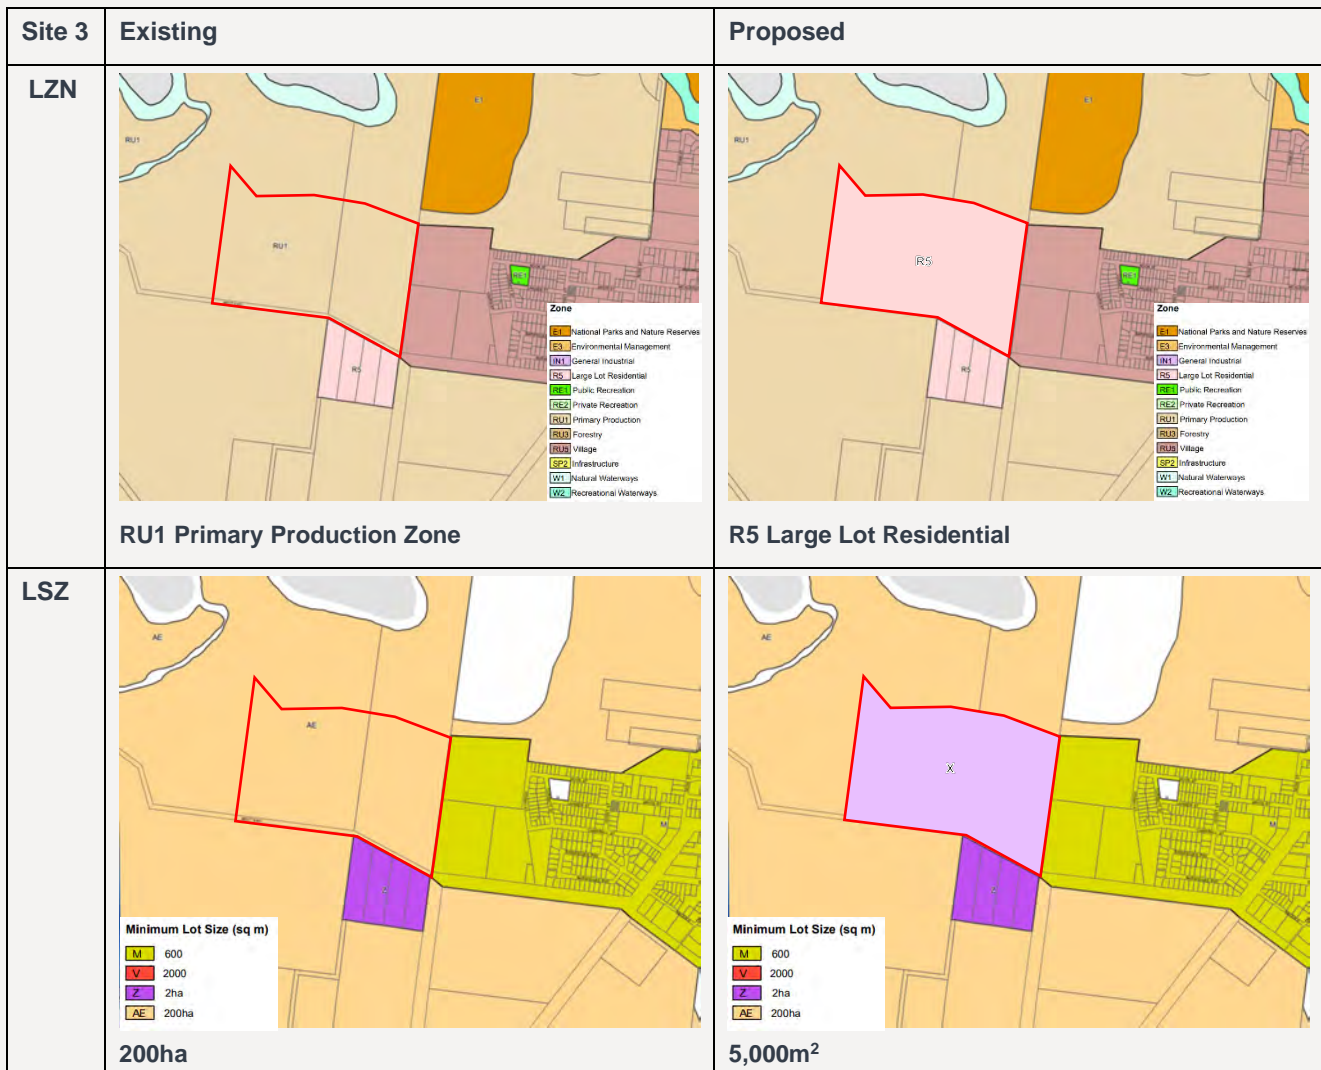 Site 3 Existing Proposed
LZN
E1
RU1
RU1
RE1
R5
Zone
E1 National Parks and Nature Reserves
E3 Environmental Management
IN1 General Industrial
R5 Large Lot Residential
RE1 Public Recreation
RE2 Private Recreation
RU1 Primary Production
RU3 Forestry
RU5 Village
SP2 Infrastructure
W1 Natural Waterways
W2 Recreational Waterways
RU1 Primary Production Zone
E1
RU1
R5
RE1
R5
Zone
E1 National Parks and Nature Reserves
E3 Environmental Management
IN1 General Industrial
R5 Large Lot Residential
RE1 Public Recreation
RE2 Private Recreation
RU1 Primary Production
RU3 Forestry
RU5 Village
SP2 Infrastructure
W1 Natural Waterways
W2 Recreational Waterways
R5 Large Lot Residential
LSZ
AE
AE
M
Z
Minimum Lot Size (sq m)
M 600
V 2000
Z 2ha
AE 200ha
200ha
AE
X
M
Z
Minimum Lot Size (sq m)
M 600
V 2000
Z 2ha
AE 200ha
5,000m²